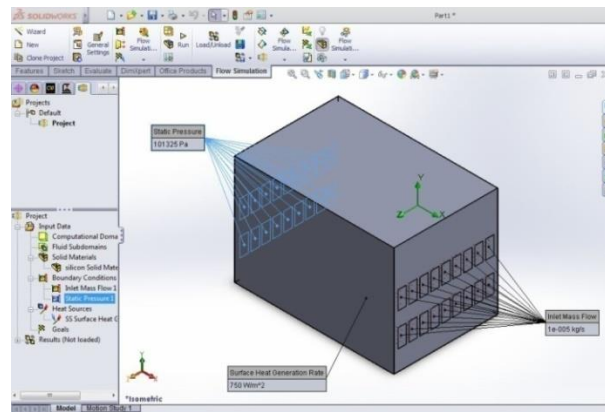 SOLIDWORKS
Part1 *
Wizard
New
Clone Project
General Settings
Flow Simulati...
Run
Load/Unload
Flow Simula...
Flow Simulati...
Features Sketch Evaluate DimXpert Office Products Flow Simulation
Projects
Default
Project
Static Pressure
101325 Pa
Y
Z
X
Project
Input Data
Computational Doma
Fluid Subdomains
Solid Materials
silicon Solid Mate
Boundary Conditions
Inlet Mass Flow 1
Static Pressure 1
Heat Sources
SS Surface Heat G
Goals
Results (Not loaded)
Inlet Mass Flow
1e-005 kg/s
Surface Heat Generation Rate
750 W/m^2
*Isometric
Model Motion Study 1